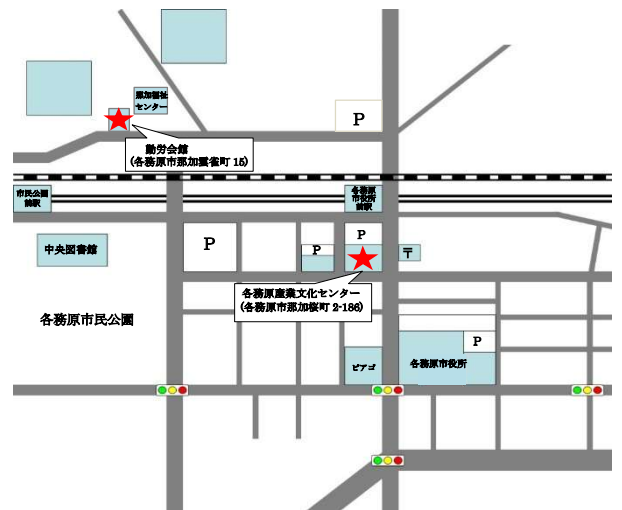 那加福祉
センター
P
勤労会館
(各務原市那加雲雀町 15)
市民公園
前駅
各務原
市役所
前駅
中央図書館
P
P
P
〒
各務原産業文化センター
(各務原市那加桜町 2-186)
各務原市民公園
P
ピアゴ
各務原市役所